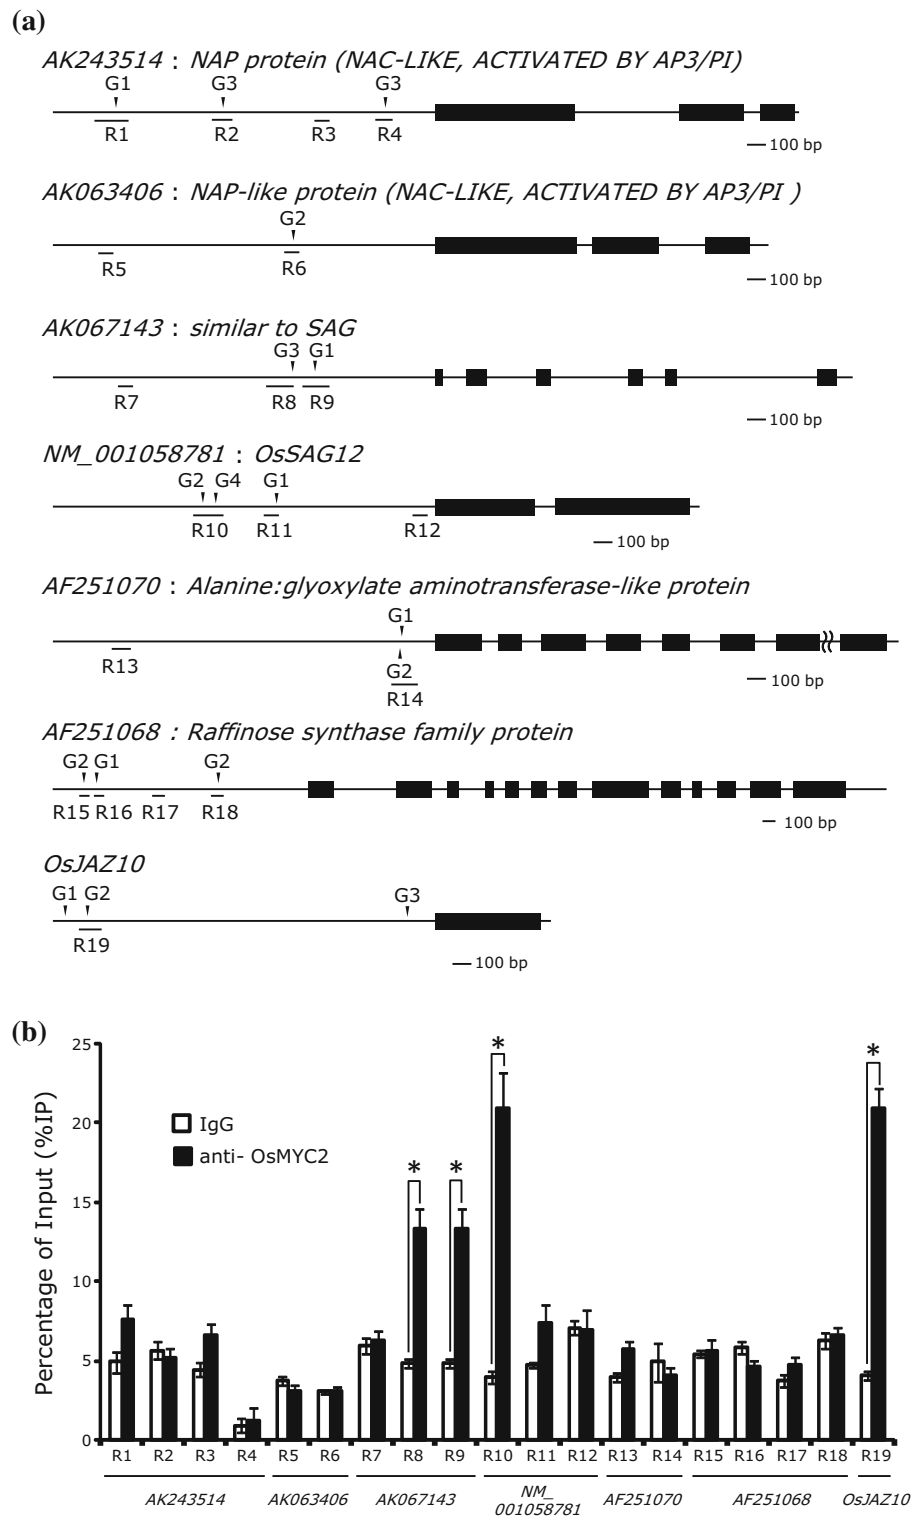 (a)
AK243514 : NAP protein (NAC-LIKE, ACTIVATED BY AP3/PI)
G1 G3 G3
R1 R2 R3 R4
100 bp
AK063406 : NAP-like protein (NAC-LIKE, ACTIVATED BY AP3/PI )
G2
R5 R6
100 bp
AK067143 : similar to SAG
G3 G1
R7 R8 R9
100 bp
NM_001058781 : OsSAG12
G2 G4 G1
R10 R11 R12
100 bp
AF251070 : Alanine:glyoxylate aminotransferase-like protein
G1
R13 G2
R14
100 bp
AF251068 : Raffinose synthase family protein
G2 G1 G2
R15 R16 R17 R18
100 bp
OsJAZ10
G1 G2 G3
R19
100 bp
(b)
Percentage of Input (%IP)
25
20
15
10
5
0
IgG
anti- OsMYC2
* * * *
R1 R2 R3 R4 R5 R6 R7 R8 R9 R10 R11 R12 R13 R14 R15 R16 R17 R18 R19
AK243514 AK063406 AK067143 NM_ AF251070 AF251068 OsJAZ10
001058781